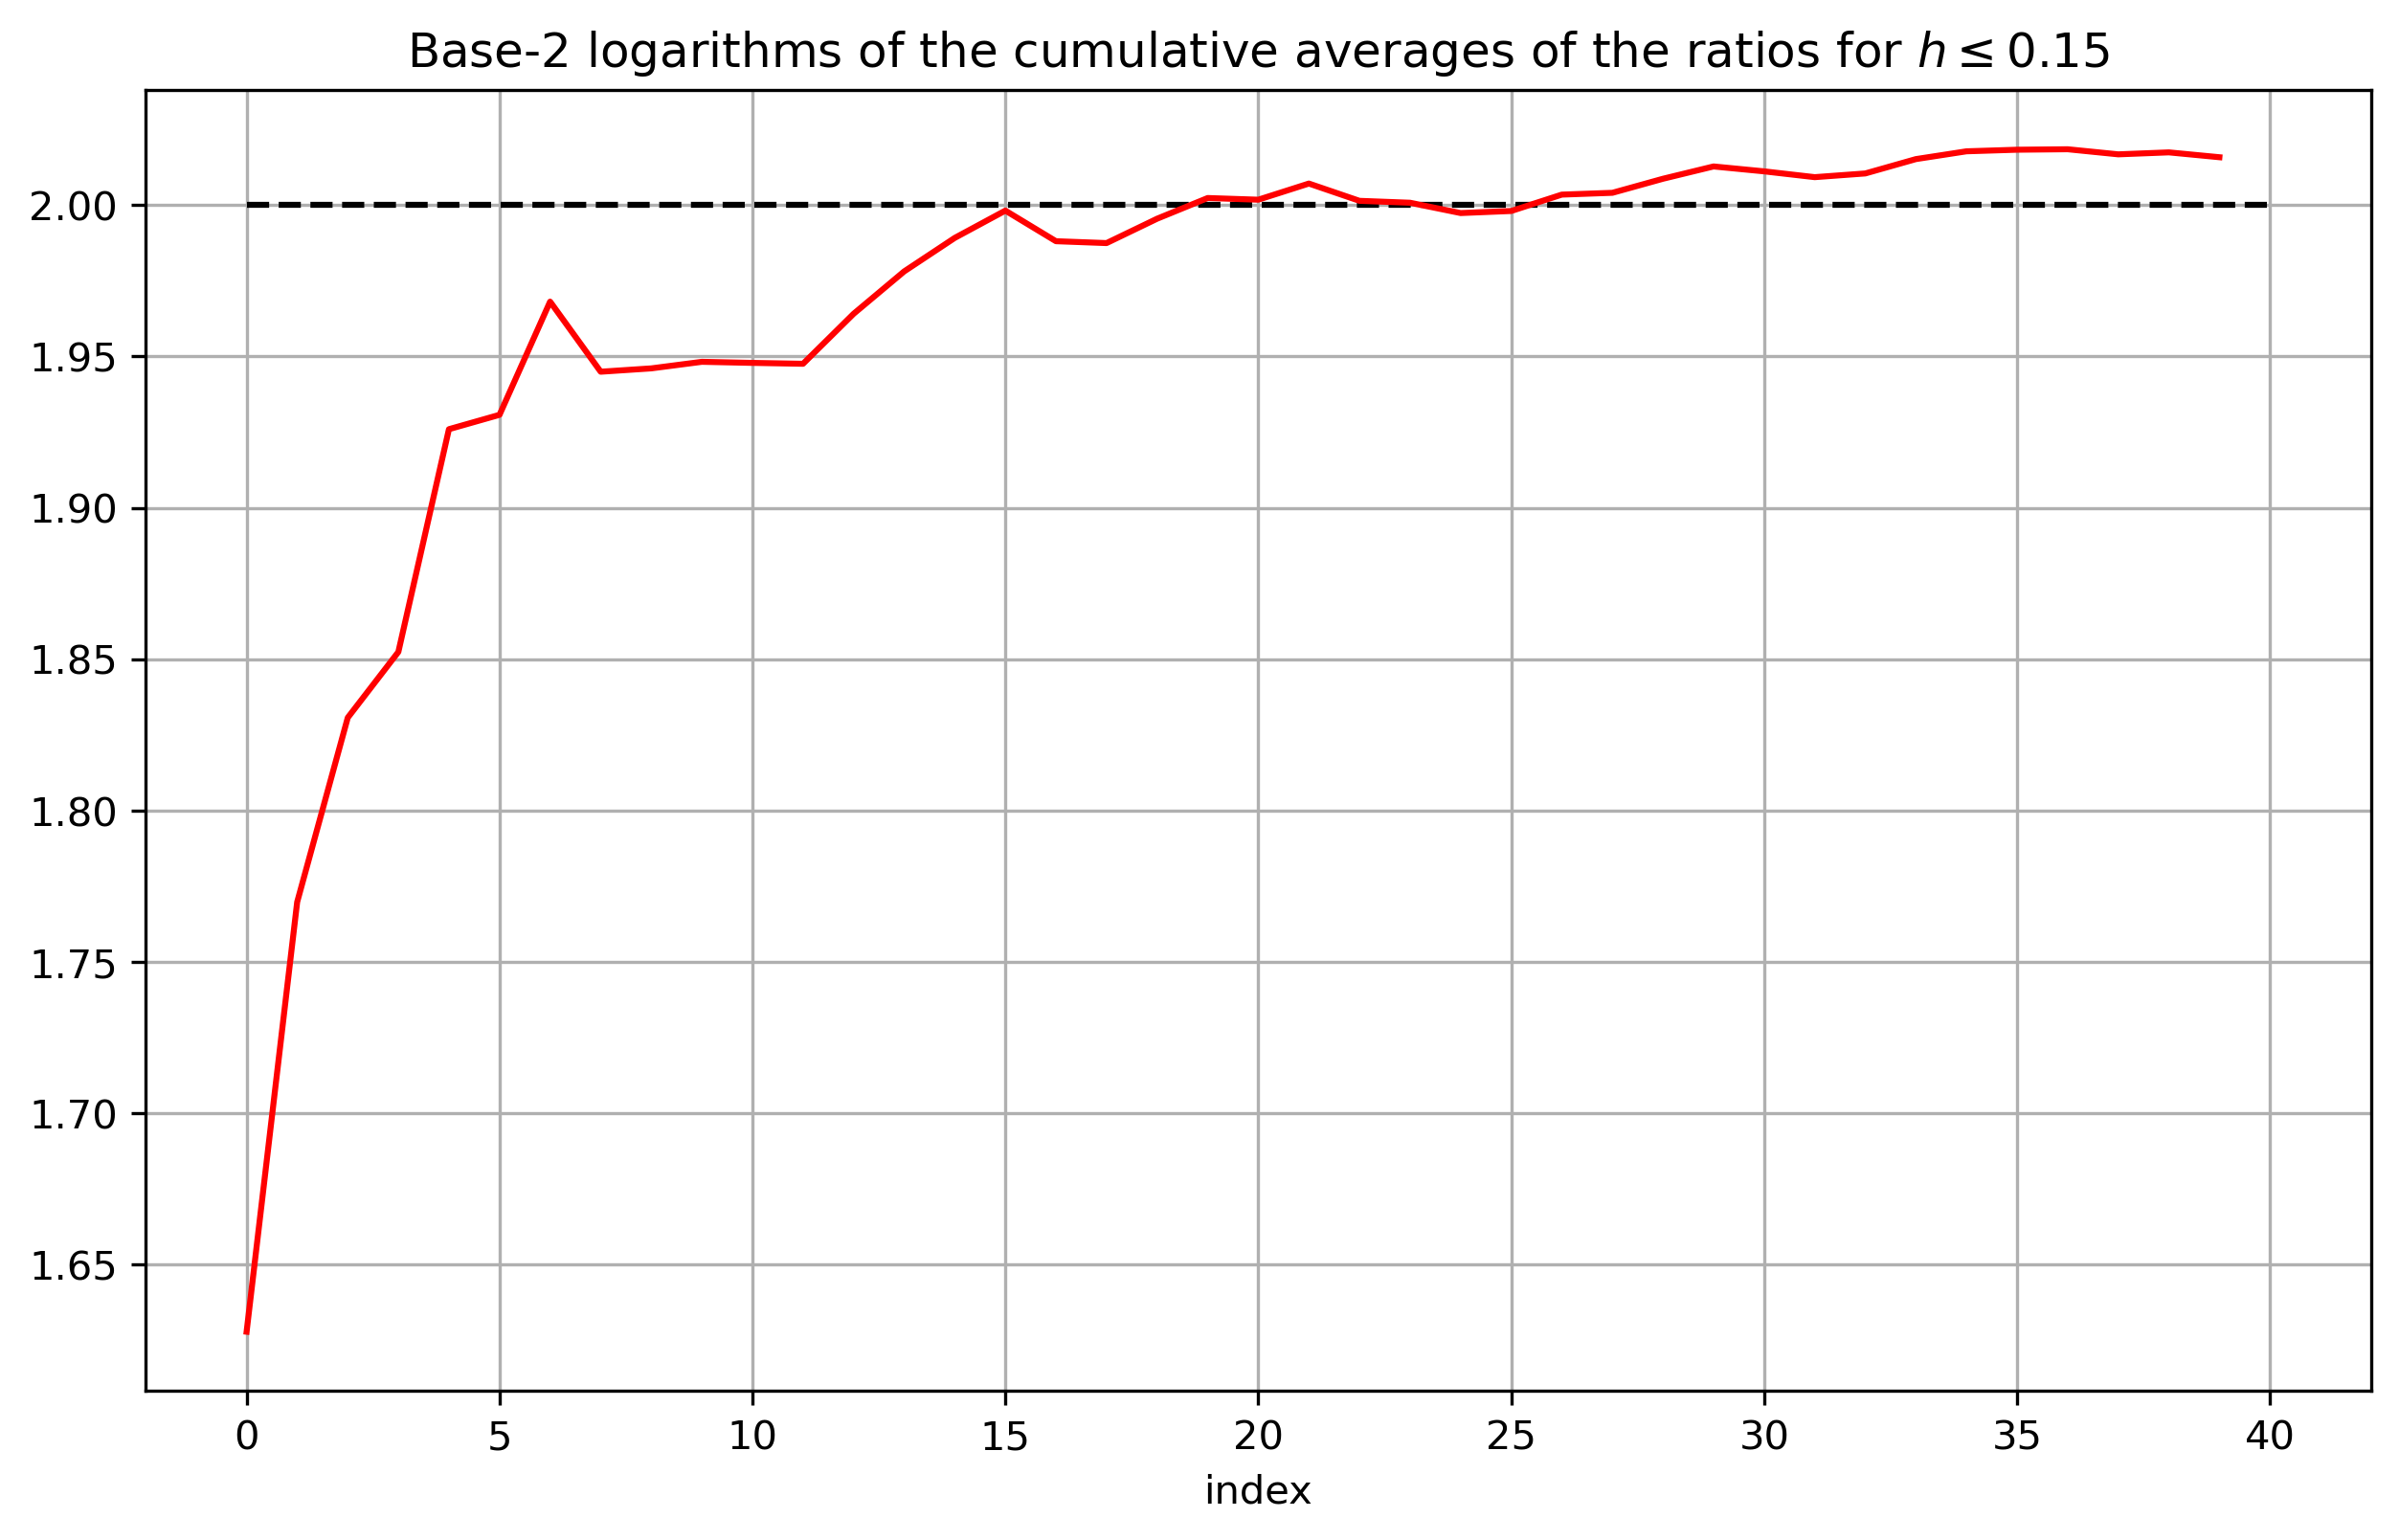 Base-2 logarithms of the cumulative averages of the ratios for h ≤ 0.15
2.00
1.95
1.90
1.85
1.80
1.75
1.70
1.65
0 5 10 15 20 25 30 35 40
index